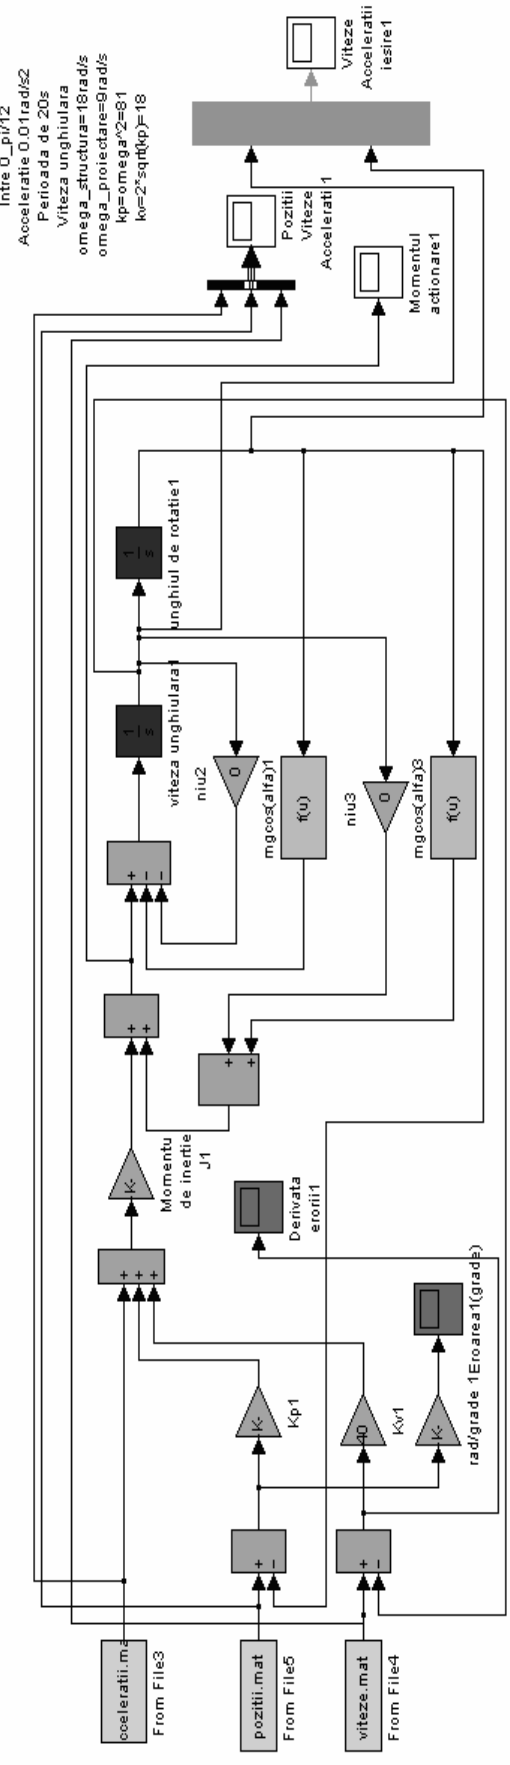 Intre 0_pi/12
Acceleratie 0.01rad/s2
Perioada de 20s
Viteza unghiulara
omega_structura=18rad/s
omega_proiectare=9rad/s
kp=omega^2=81
kv=2*sqrt(kp)=18
cceleratii.ma
From File3
pozitii.mat
From File5
viteze.mat
From File4
+
-
+
-
K-
Kp1
40
Kv1
K-
rad/grade 1
Eroarea1(grade)
Derivata
erorii1
+
+
+
K-
Momentu
de inertie
J1
+
+
+
+
+
-
-
1
s
viteza unghiulara1
1
s
unghiul de rotatie1
0
niu2
f(u)
mgcos(alfa)1
0
niu3
f(u)
mgcos(alfa)3
Momentul
actionare1
Pozitii
Viteze
Acceleratii1
Viteze
Acceleratii
iesire1